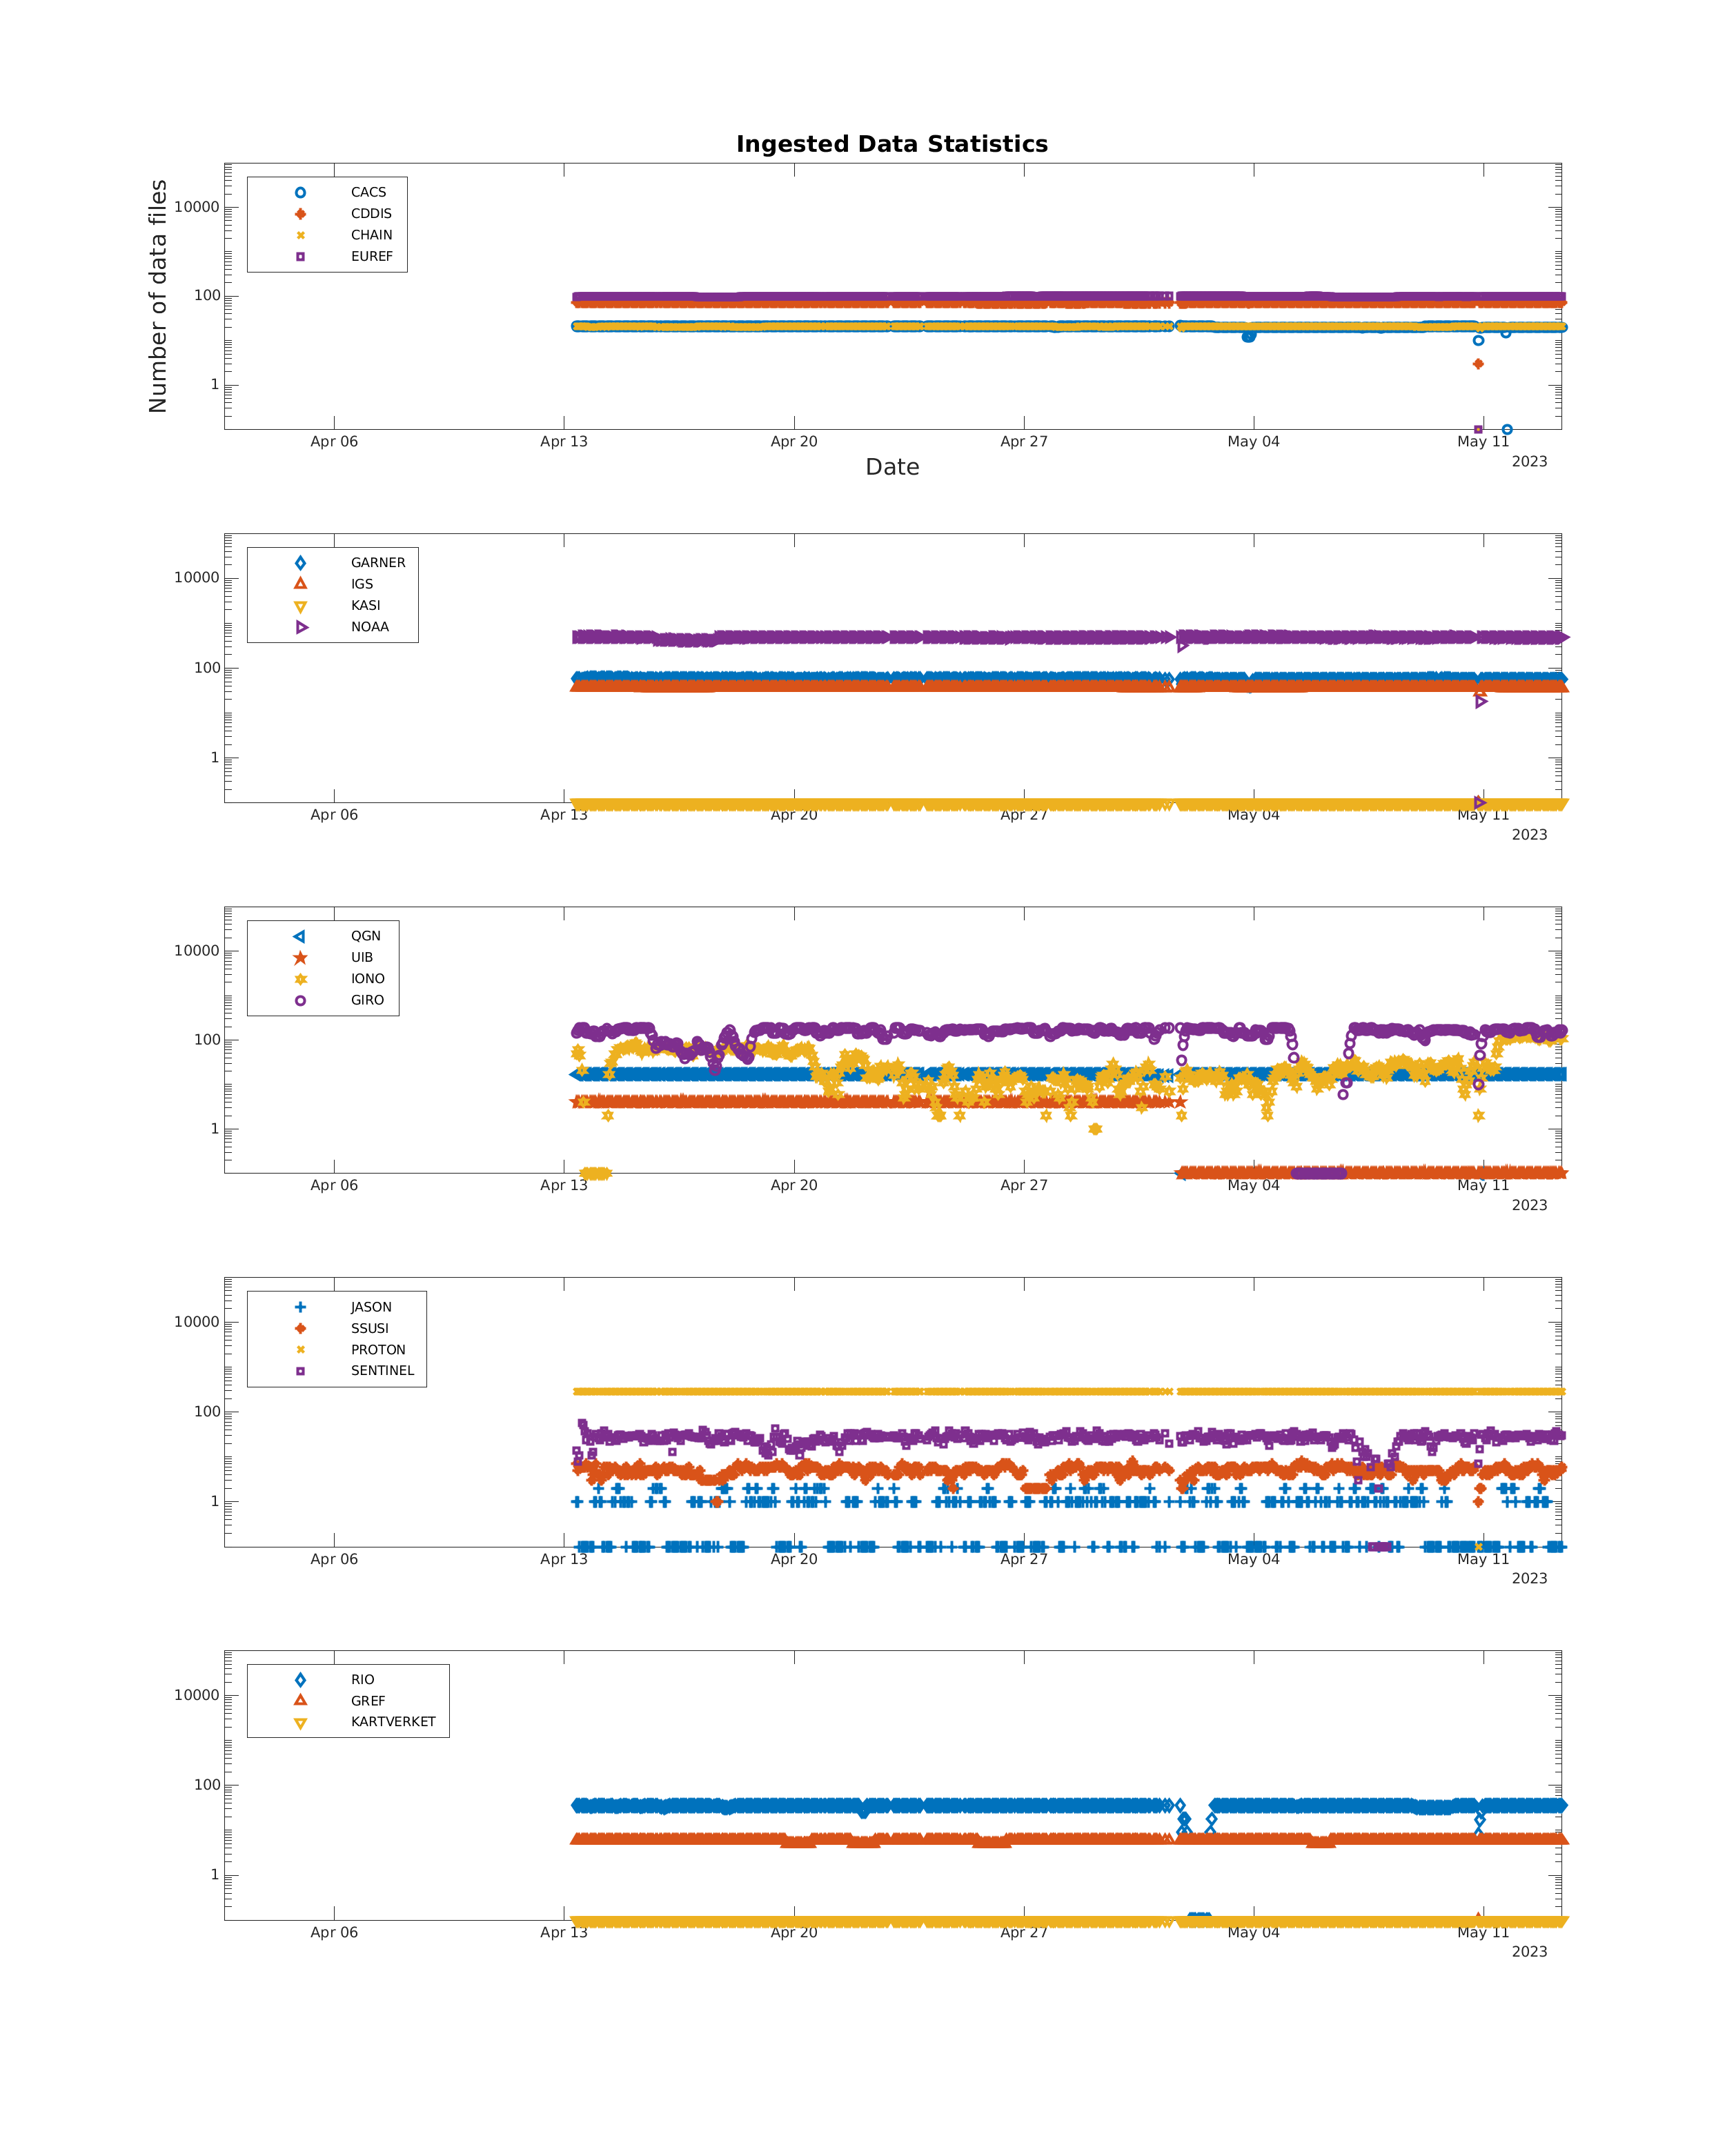 Ingested Data Statistics
Number of data files
CACS
CDDIS
CHAIN
EUREF
10000
100
1
Apr 06 Apr 13 Apr 20 Apr 27 May 04 May 11
2023
Date
GARNER
IGS
KASI
NOAA
10000
100
1
Apr 06 Apr 13 Apr 20 Apr 27 May 04 May 11
2023
QGN
UIB
IONO
GIRO
10000
100
1
Apr 06 Apr 13 Apr 20 Apr 27 May 04 May 11
2023
JASON
SSUSI
PROTON
SENTINEL
10000
100
1
Apr 06 Apr 13 Apr 20 Apr 27 May 04 May 11
2023
RIO
GREF
KARTVERKET
10000
100
1
Apr 06 Apr 13 Apr 20 Apr 27 May 04 May 11
2023